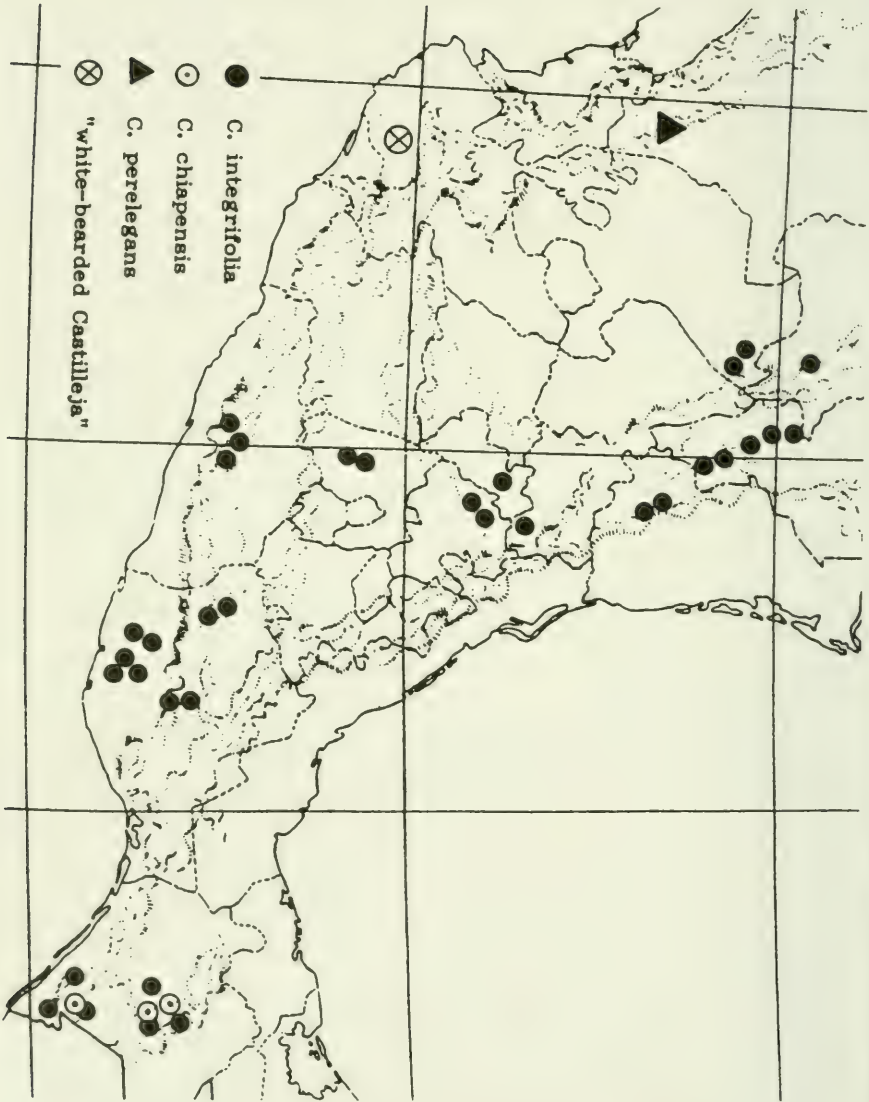 C. integrifolia
C. chiapensis
C. perelegans
"white-bearded Castilleja"